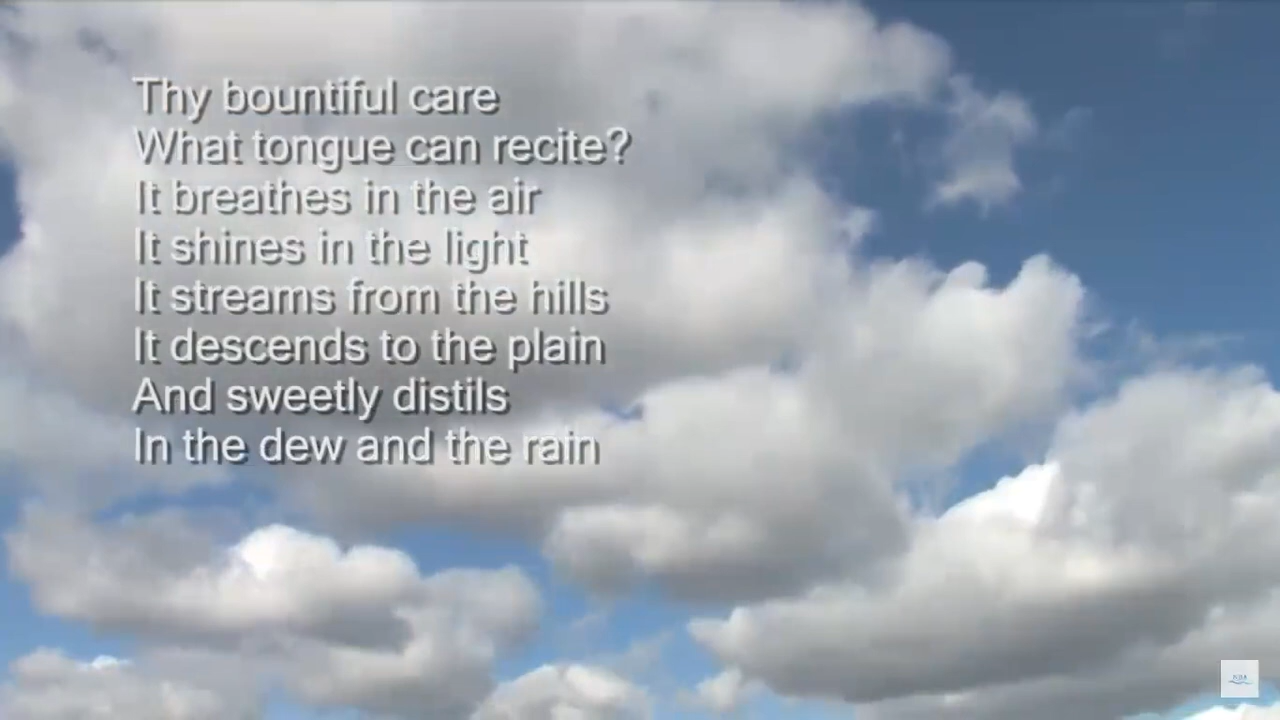 Thy bountiful care
What tongue can recite?
It breathes in the air
It shines in the light
It streams from the hills
It descends to the plain
And sweetly distils
In the dew and the rain